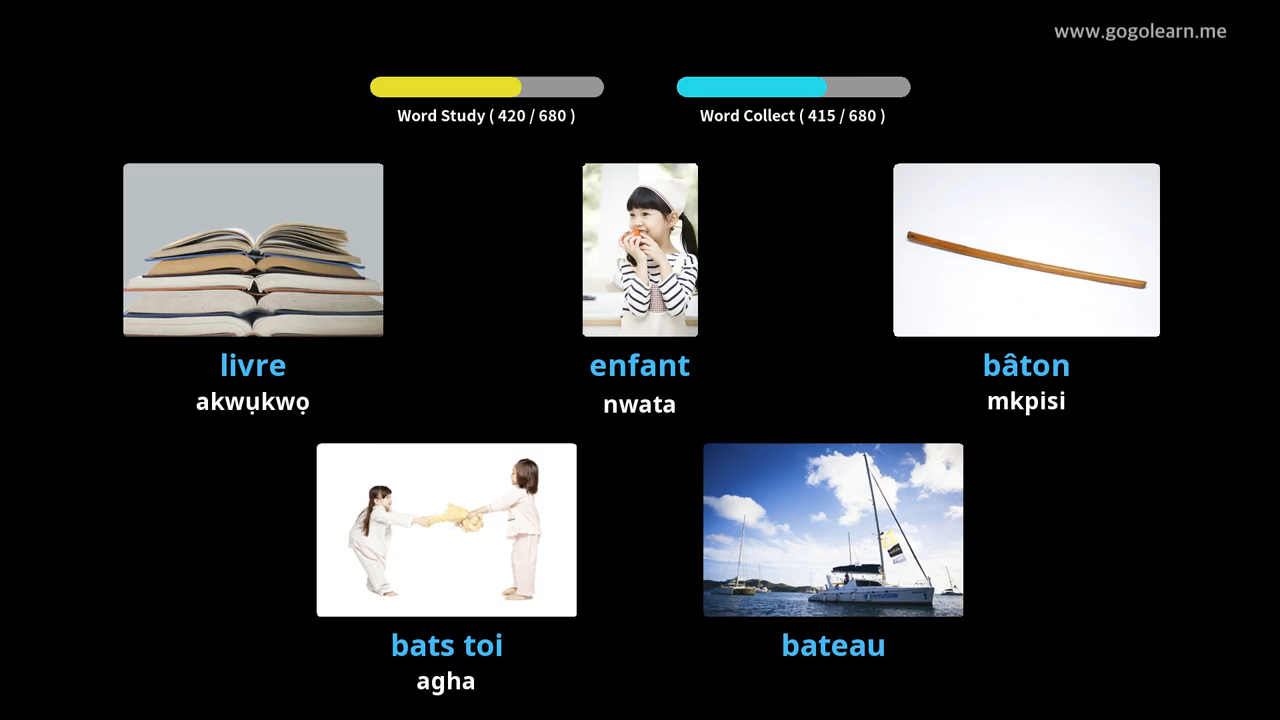 www.gogolearn.me
Word Study ( 420 / 680 )
Word Collect ( 415 / 680 )
livre
akwụkwọ
enfant
nwata
bâton
mkpisi
bats toi
agha
bateau